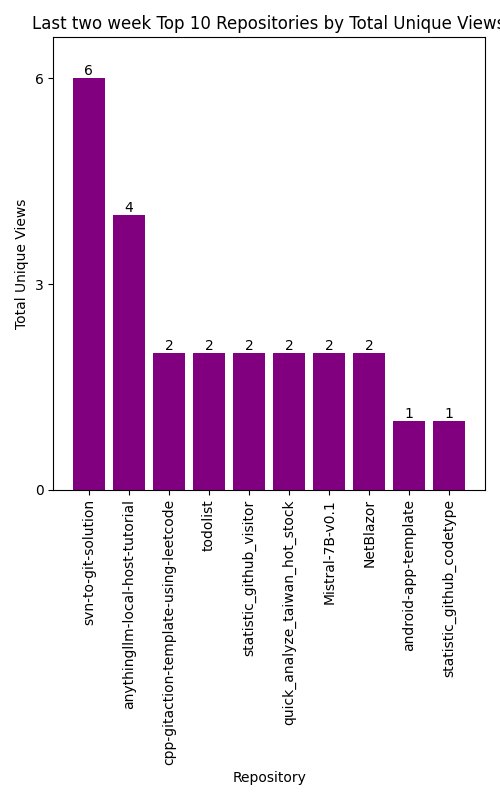 Last two week Top 10 Repositories by Total Unique Views
6
4
2
2
2
2
2
2
1
1
6
3
0
Total Unique Views
svn-to-git-solution
anythingllm-local-host-tutorial
cpp-gitaction-template-using-leetcode
todolist
statistic_github_visitor
quick_analyze_taiwan_hot_stock
Mistral-7B-v0.1
NetBlazor
android-app-template
statistic_github_codetype
Repository